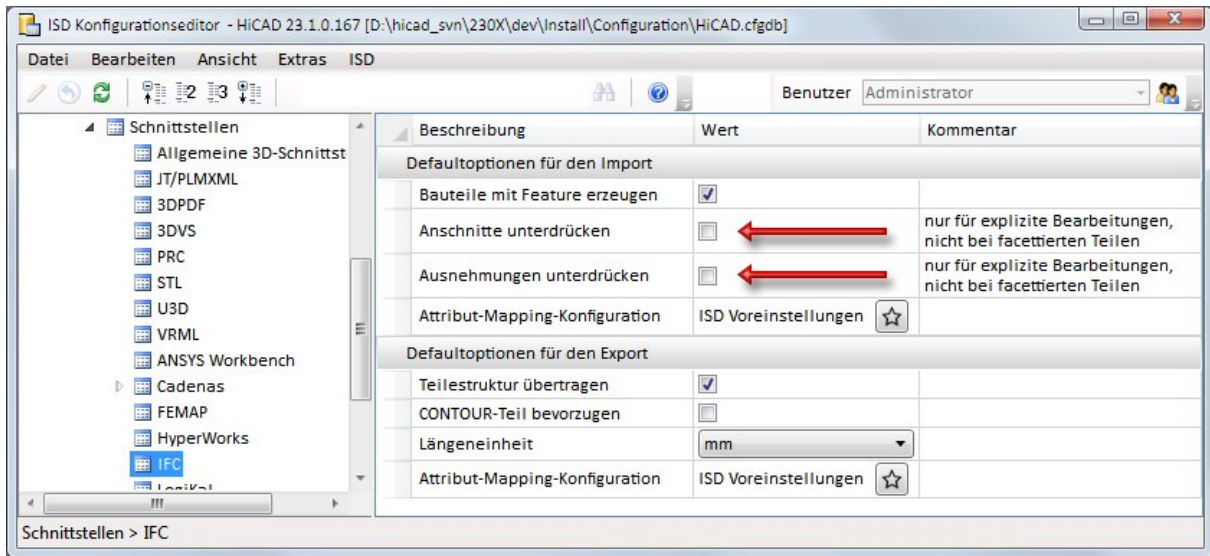 ISD Konfigurationseditor - HiCAD 23.1.0.167 [D:\hicad_svn\230X\dev\Install\Configuration\HiCAD.cfgdb]
Datei Bearbeiten Ansicht Extras ISD
2 3 Benutzer Administrator
Schnittstellen
Allgemeine 3D-Schnittst
JT/PLMXML
3DPDF
3DVS
PRC
STL
U3D
VRML
ANSYS Workbench
Cadenas
FEMAP
HyperWorks
IFC
LogiKal
Beschreibung Wert Kommentar
Defaultoptionen für den Import
Bauteile mit Feature erzeugen
Anschnitte unterdrücken nur für explizite Bearbeitungen,
nicht bei facettierten Teilen
Ausnehmungen unterdrücken nur für explizite Bearbeitungen,
nicht bei facettierten Teilen
Attribut-Mapping-Konfiguration ISD Voreinstellungen
Defaultoptionen für den Export
Teilestruktur übertragen
CONTOUR-Teil bevorzugen
Längeneinheit mm
Attribut-Mapping-Konfiguration ISD Voreinstellungen
Schnittstellen > IFC